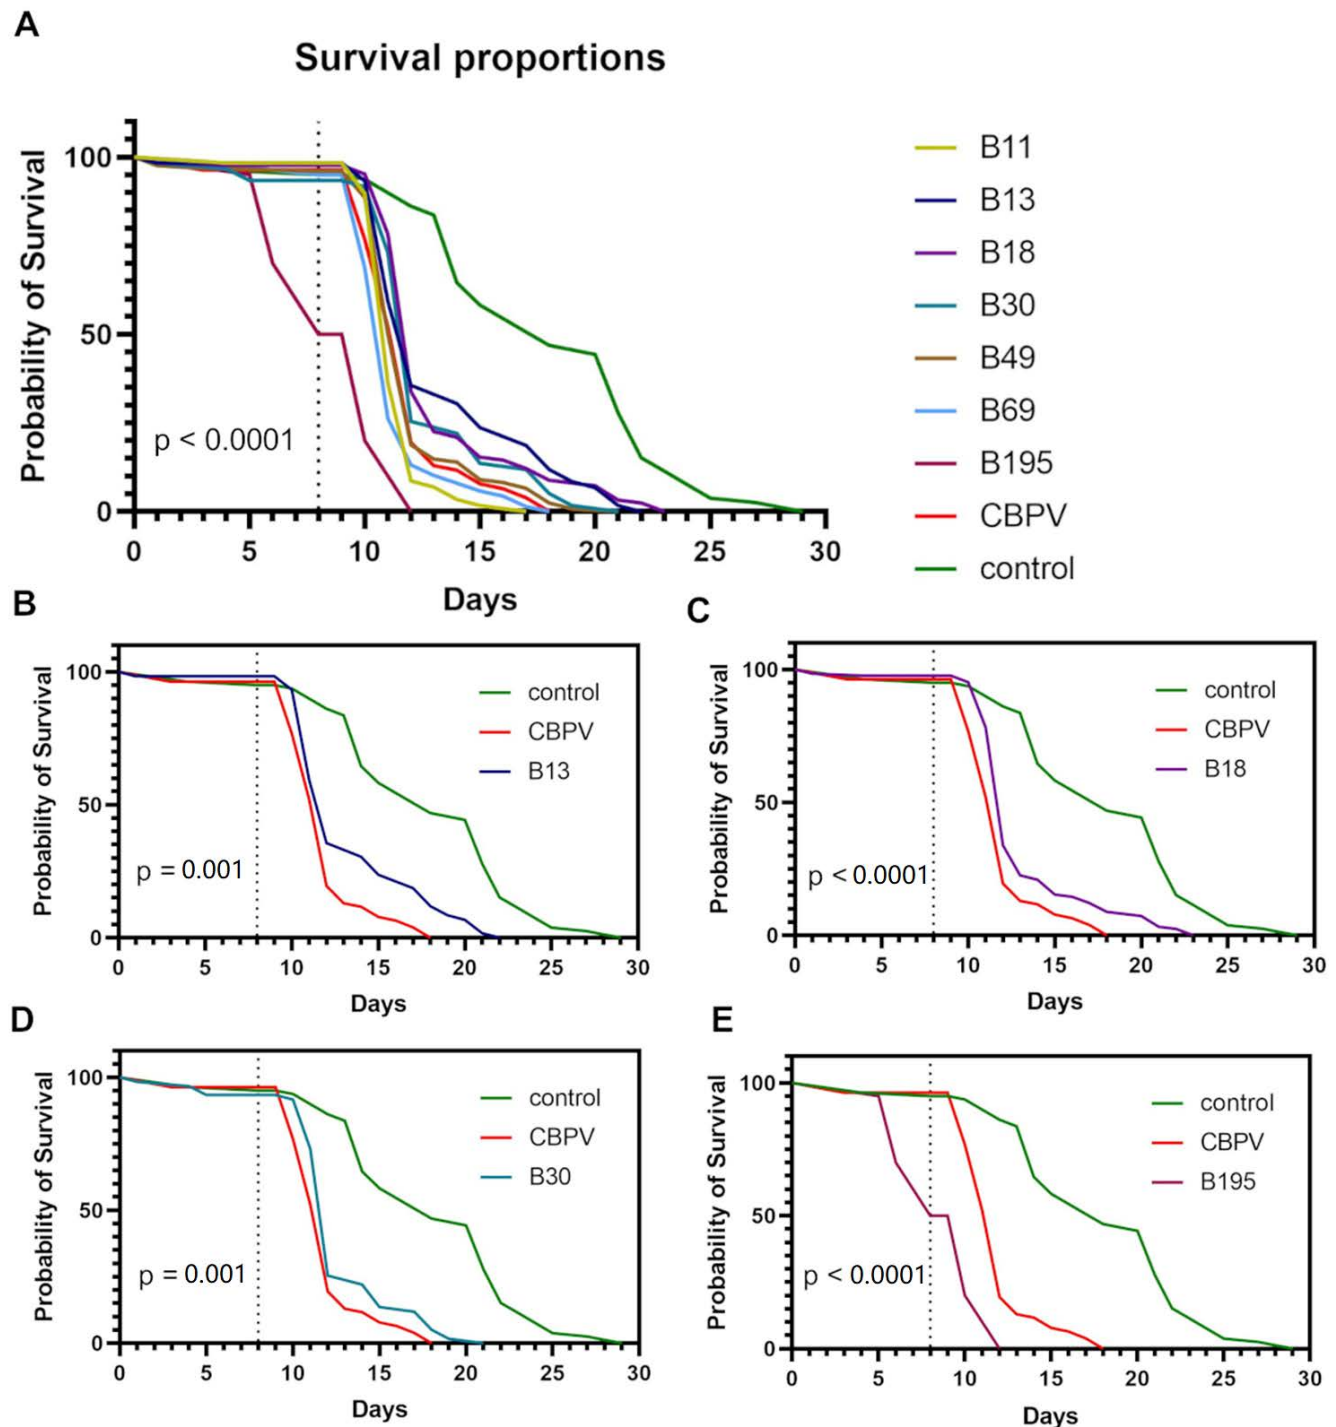 A
Survival proportions
Probability of Survival
100
50
0
p < 0.0001
0 5 10 15 20 25 30
Days
B11
B13
B18
B30
B49
B69
B195
CBPV
control
B
Probability of Survival
100
50
0
control
CBPV
B13
p = 0.001
0 5 10 15 20 25 30
Days
C
Probability of Survival
100
50
0
control
CBPV
B18
p < 0.0001
0 5 10 15 20 25 30
Days
D
Probability of Survival
100
50
0
control
CBPV
B30
p = 0.001
0 5 10 15 20 25 30
Days
E
Probability of Survival
100
50
0
control
CBPV
B195
p < 0.0001
0 5 10 15 20 25 30
Days